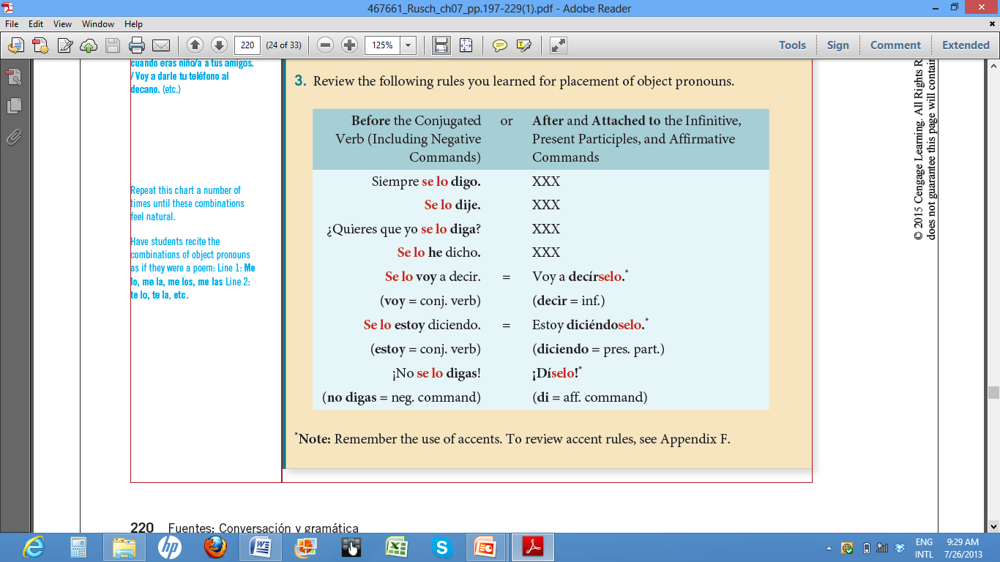 467661_Rusch_ch07_pp.197-229(1).pdf - Adobe Reader
File Edit View Window Help
220 (24 of 33) 125% Tools Sign Comment Extended
cuando eras niño/a a tus amigos.
/ Voy a darle tu teléfono al
decano. (etc.)
Repeat this chart a number of
times until these combinations
feel natural.
Have students recite the
combinations of object pronouns
as if they were a poem: Line 1: Me
lo, me la, me los, me las Line 2:
te lo, te la, etc.
3. Review the following rules you learned for placement of object pronouns.
Before the Conjugated or After and Attached to the Infinitive,
Verb (Including Negative Present Participles, and Affirmative
Commands) Commands
Siempre se lo digo. XXX
Se lo dije. XXX
¿Quieres que yo se lo diga? XXX
Se lo he dicho. XXX
Se lo voy a decir. = Voy a decírselo.*
(voy = conj. verb) (decir = inf.)
Se lo estoy diciendo. = Estoy diciéndoselo.*
(estoy = conj. verb) (diciendo = pres. part.)
¡No se lo digas! ¡Díselo!*
(no digas = neg. command) (di = aff. command)
*Note: Remember the use of accents. To review accent rules, see Appendix F.
© 2015 Cengage Learning. All Rights R
does not guarantee this page will contain
220 Fuentes: Conversación y gramática
hp
ENG 9:29 AM
INTL 7/26/2013